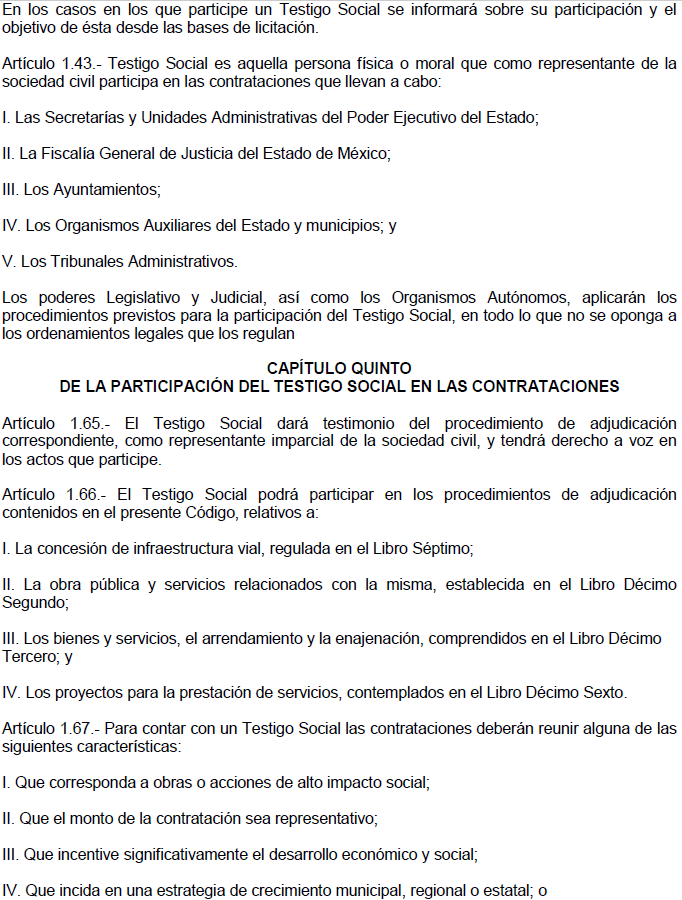 En los casos en los que participe un Testigo Social se informará sobre su participación y el
objetivo de ésta desde las bases de licitación.
Artículo 1.43.- Testigo Social es aquella persona física o moral que como representante de la
sociedad civil participa en las contrataciones que llevan a cabo:
I. Las Secretarías y Unidades Administrativas del Poder Ejecutivo del Estado;
II. La Fiscalía General de Justicia del Estado de México;
III. Los Ayuntamientos;
IV. Los Organismos Auxiliares del Estado y municipios; y
V. Los Tribunales Administrativos.
Los poderes Legislativo y Judicial, así como los Organismos Autónomos, aplicarán los
procedimientos previstos para la participación del Testigo Social, en todo lo que no se oponga a
los ordenamientos legales que los regulan
CAPÍTULO QUINTO
DE LA PARTICIPACIÓN DEL TESTIGO SOCIAL EN LAS CONTRATACIONES
Artículo 1.65.- El Testigo Social dará testimonio del procedimiento de adjudicación
correspondiente, como representante imparcial de la sociedad civil, y tendrá derecho a voz en
los actos que participe.
Artículo 1.66.- El Testigo Social podrá participar en los procedimientos de adjudicación
contenidos en el presente Código, relativos a:
I. La concesión de infraestructura vial, regulada en el Libro Séptimo;
II. La obra pública y servicios relacionados con la misma, establecida en el Libro Décimo
Segundo;
III. Los bienes y servicios, el arrendamiento y la enajenación, comprendidos en el Libro Décimo
Tercero; y
IV. Los proyectos para la prestación de servicios, contemplados en el Libro Décimo Sexto.
Artículo 1.67.- Para contar con un Testigo Social las contrataciones deberán reunir alguna de las
siguientes características:
I. Que corresponda a obras o acciones de alto impacto social;
II. Que el monto de la contratación sea representativo;
III. Que incentive significativamente el desarrollo económico y social;
IV. Que incida en una estrategia de crecimiento municipal, regional o estatal; o